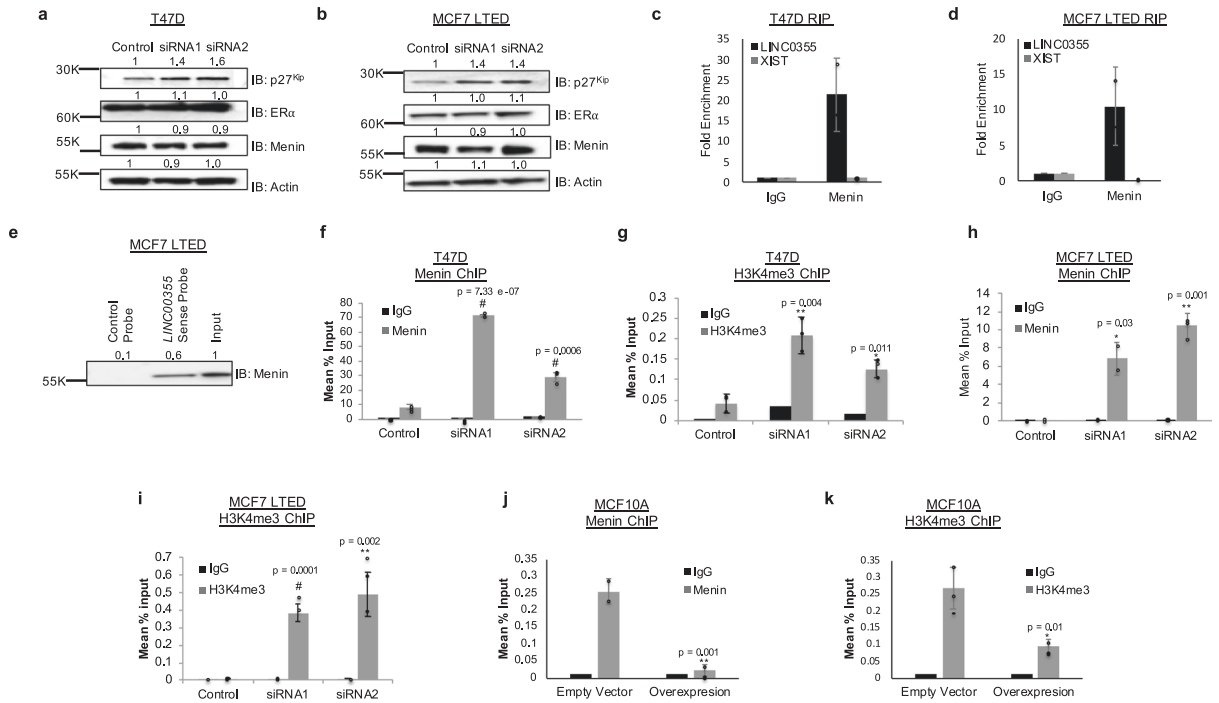 a
T47D
Control siRNA1 siRNA2
1 1.4 1.6
30K
IB: p27Kip
1 1.1 1.0
60K
IB: ERα
1 0.9 0.9
55K
IB: Menin
1 0.9 1.0
55K
IB: Actin
b
MCF7 LTED
Control siRNA1 siRNA2
1 1.4 1.4
30K
IB: p27Kip
1 1.0 1.1
60K
IB: ERα
1 0.9 1.0
55K
IB: Menin
1 1.1 1.0
55K
IB: Actin
c
T47D RIP
LINC0355
XIST
Fold Enrcihment
35
30
25
20
15
10
5
0
IgG Menin
d
MCF7 LTED RIP
LINC0355
XIST
Fold Enrichment
20
15
10
5
0
IgG Menin
e
MCF7 LTED
Control Probe
LINC00355 Sense Probe
Input
0.1 0.6 1
55K
IB: Menin
f
T47D
Menin ChIP
IgG
Menin
Mean % Input
80
70
60
50
40
30
20
10
0
p = 7.33 e-07
#
p = 0.0006
#
Control siRNA1 siRNA2
g
T47D
H3K4me3 ChIP
IgG
H3K4me3
Mean % Input
0.3
0.25
0.2
0.15
0.1
0.05
0
p = 0.004
**
p = 0.011
*
Control siRNA1 siRNA2
h
MCF7 LTED
Menin ChIP
IgG
Menin
Mean % Input
14
12
10
8
6
4
2
0
p = 0.03
*
p = 0.001
**
Control siRNA1 siRNA2
i
MCF7 LTED
H3K4me3 ChIP
IgG
H3K4me3
Mean % input
0.7
0.6
0.5
0.4
0.3
0.2
0.1
0
p = 0.0001
#
p = 0.002
**
Control siRNA1 siRNA2
j
MCF10A
Menin ChIP
IgG
Menin
Mean % Input
0.35
0.3
0.25
0.2
0.15
0.1
0.05
0
p = 0.001
**
Empty Vector Overexpresion
k
MCF10A
H3K4me3 ChIP
IgG
H3K4me3
Mean % Input
0.35
0.3
0.25
0.2
0.15
0.1
0.05
0
p = 0.01
*
Empty Vector Overexpresion